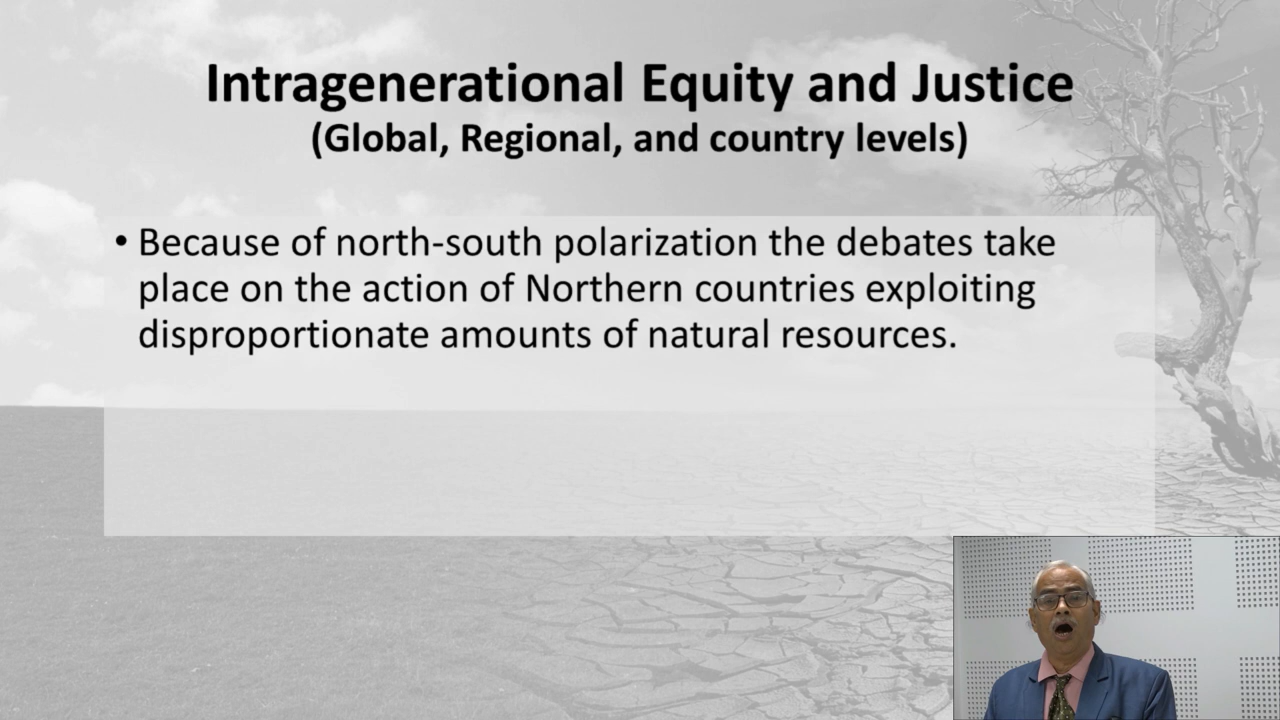 Intragenerational Equity and Justice
(Global, Regional, and country levels)
• Because of north-south polarization the debates take
place on the action of Northern countries exploiting
disproportionate amounts of natural resources.